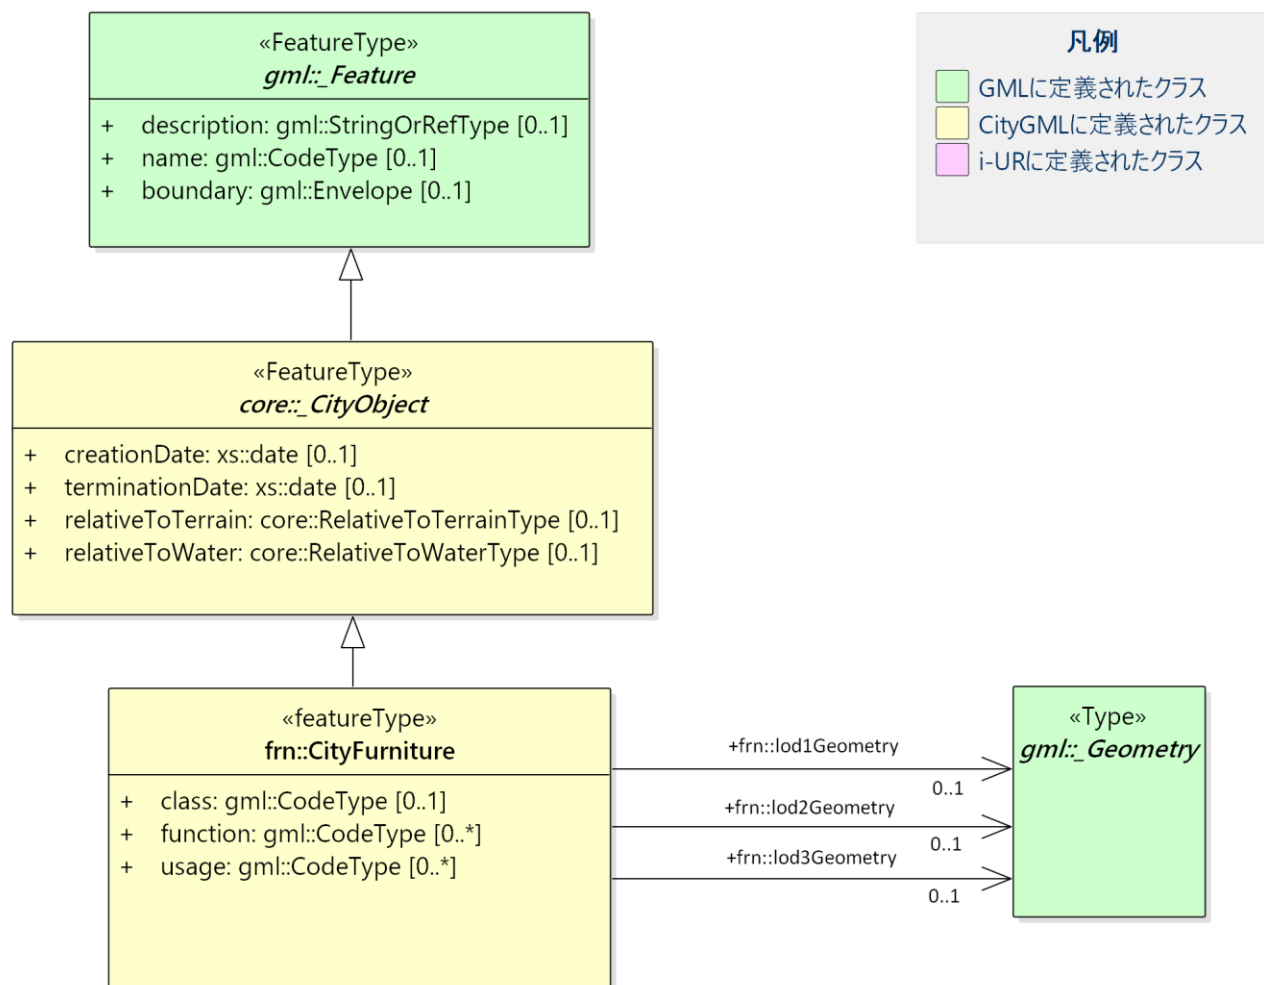 «FeatureType»
gml::_Feature
+ description: gml::StringOrRefType [0..1]
+ name: gml::CodeType [0..1]
+ boundary: gml::Envelope [0..1]
凡例
GMLに定義されたクラス
CityGMLに定義されたクラス
i-URに定義されたクラス
«FeatureType»
core::_CityObject
+ creationDate: xs::date [0..1]
+ terminationDate: xs::date [0..1]
+ relativeToTerrain: core::RelativeToTerrainType [0..1]
+ relativeToWater: core::RelativeToWaterType [0..1]
«featureType»
frn::CityFurniture
+ class: gml::CodeType [0..1]
+ function: gml::CodeType [0..*]
+ usage: gml::CodeType [0..*]
+frn::lod1Geometry
0..1
+frn::lod2Geometry
0..1
+frn::lod3Geometry
0..1
«Type»
gml::_Geometry